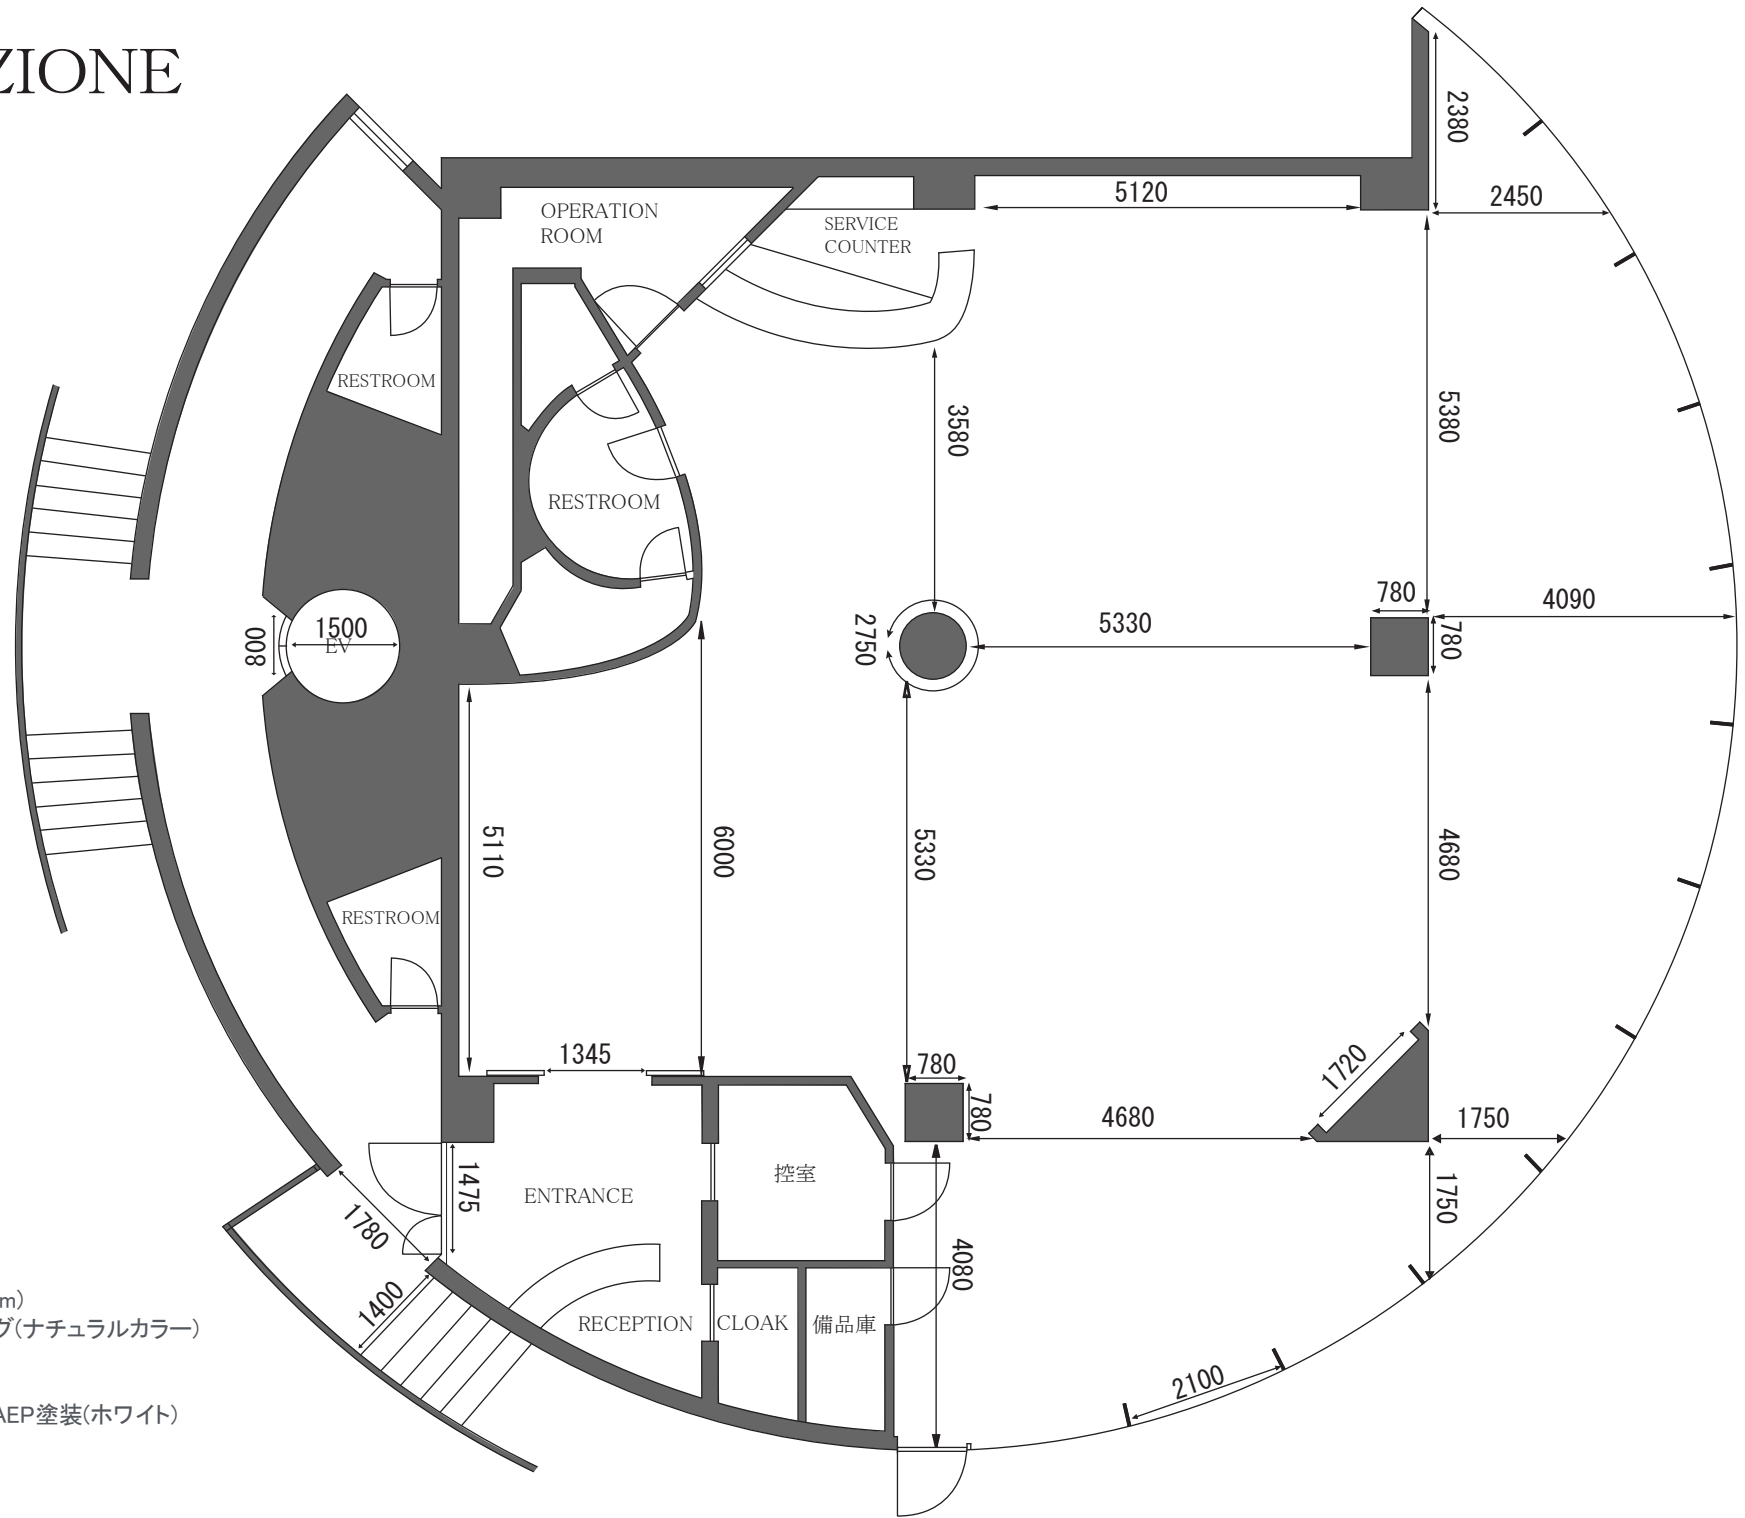 ZIONE
2380
5120
2450
OPERATION
ROOM
SERVICE
COUNTER
RESTROOM
3580
5380
RESTROOM
780
4090
800
1500
EV
2750
5330
780
5110
6000
5330
4680
RESTROOM
1345
780
1720
780
4680
1750
控室
1475
ENTRANCE
1780
1750
4080
1400
m)
グ(ナチュラルカラー)
RECEPTION
CLOAK
備品庫
2100
AEP塗装(ホワイト)